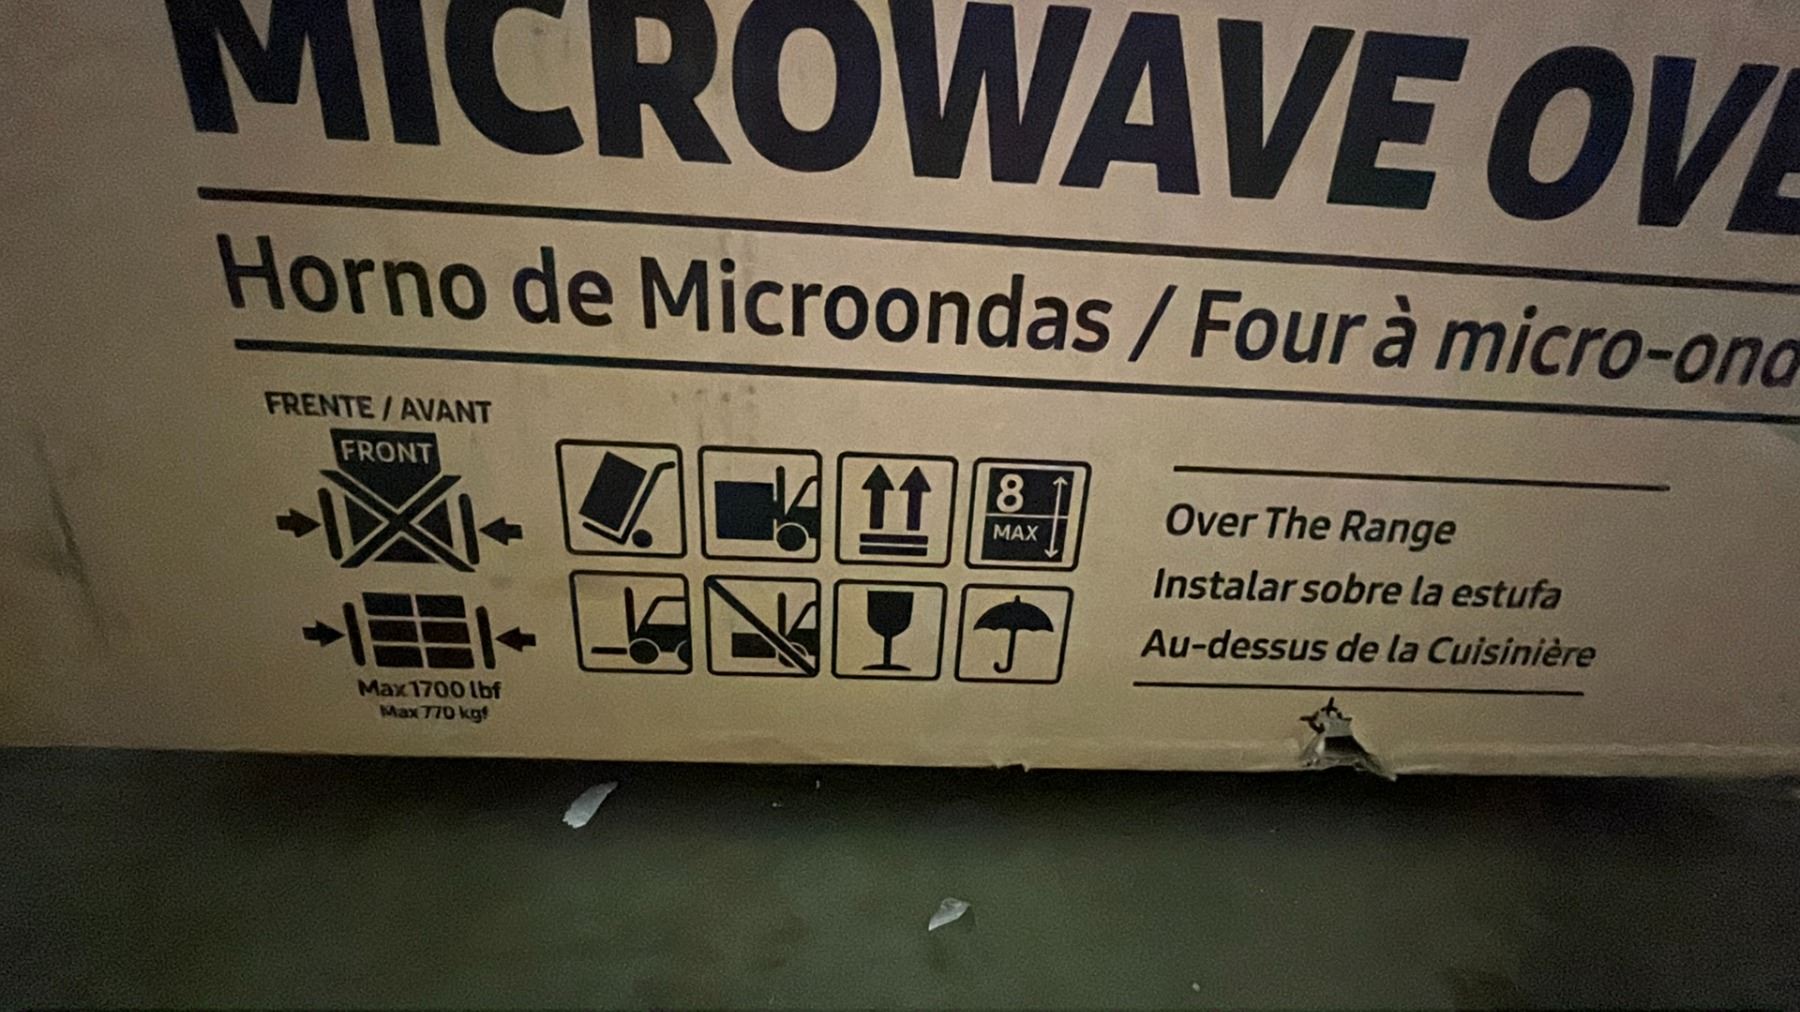 MICROWAVE OVE
Horno de Microondas / Four à micro-ond
FRENTE / AVANT
FRONT
8
MAX
Max 1700 lbf
Max 770 kgf
Over The Range
Instalar sobre la estufa
Au-dessus de la Cuisinière